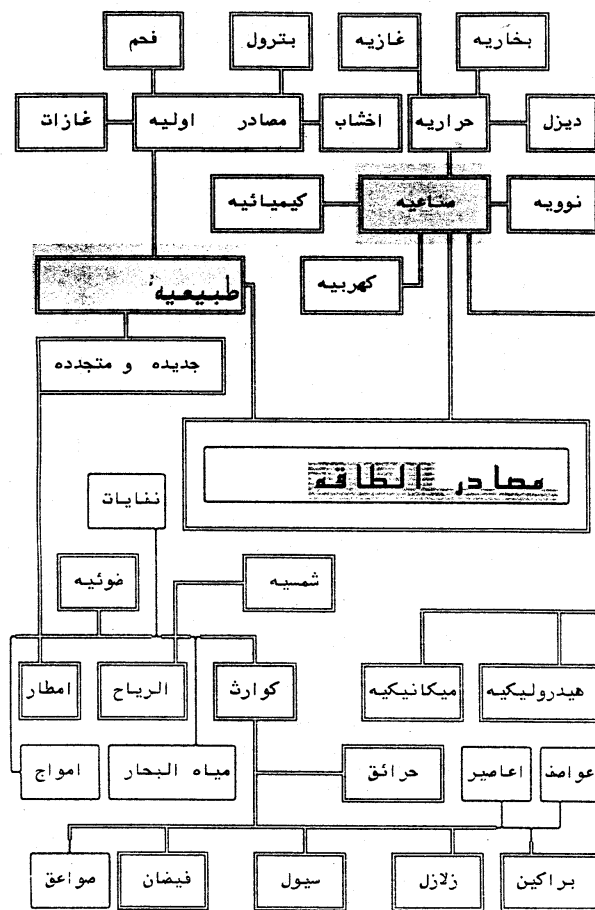 فحم
بترول
غازيه
بخاريه
غازات
مصادر اوليه
اخشاب
حراريه
ديزل
كيميائيه
صناعيه
نوويه
طبيعيه
كهربيه
جديده و متجدده
مصادر الطاقه
نفايات
ضوئيه
شمسيه
امطار
الرياح
كوارث
ميكانيكيه
هيدروليكيه
امواج
مياه البحار
حرائق
اعاصير
عواصف
صواعق
فيضان
سيول
زلازل
براكين